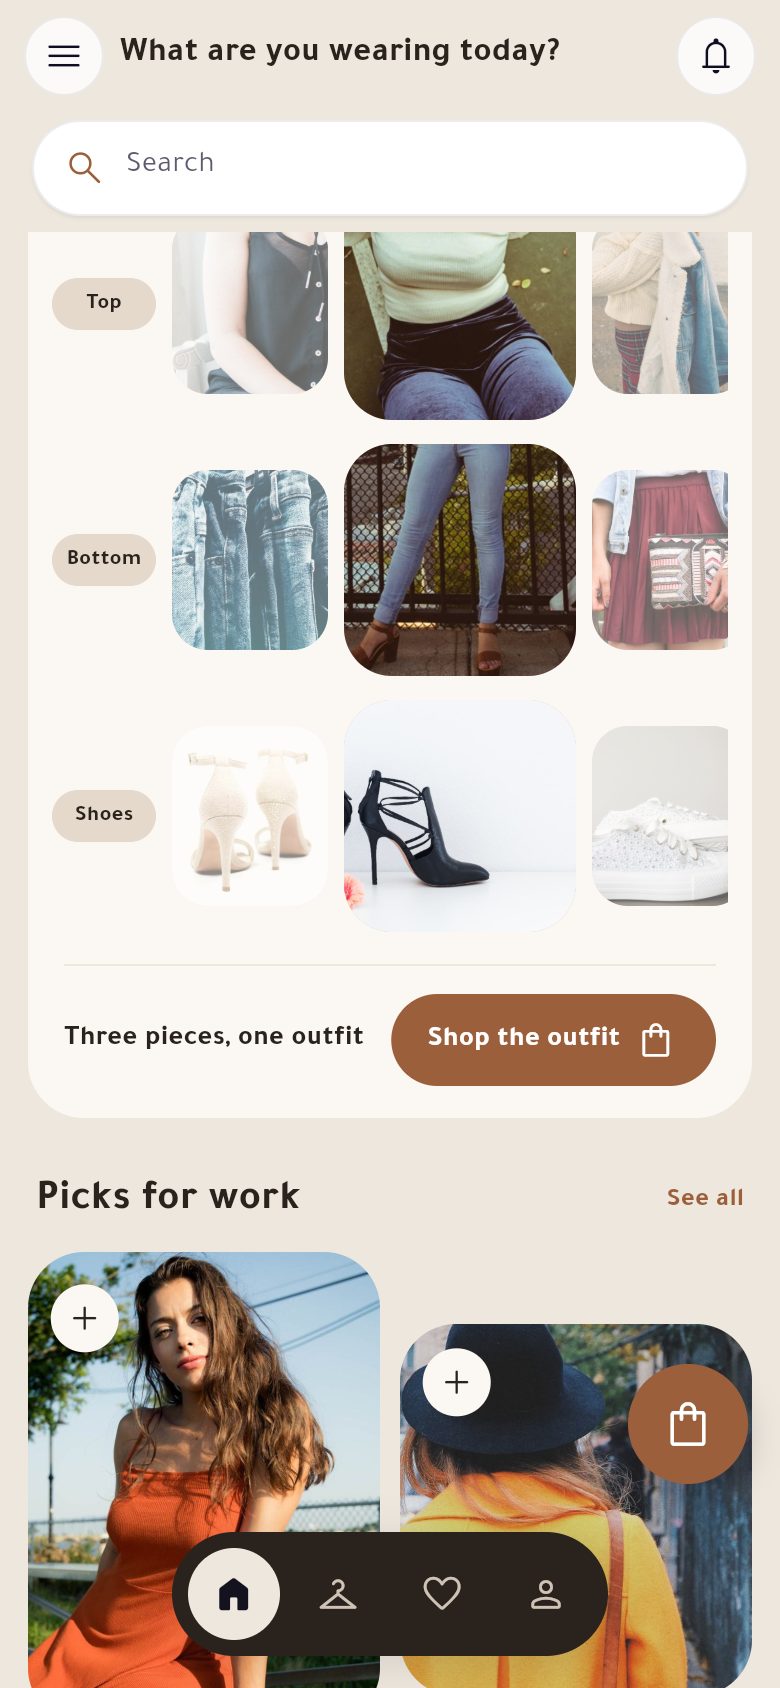 What are you wearing today?
Search
Top
Bottom
Shoes
Three pieces, one outfit
Shop the outfit
Picks for work
See all